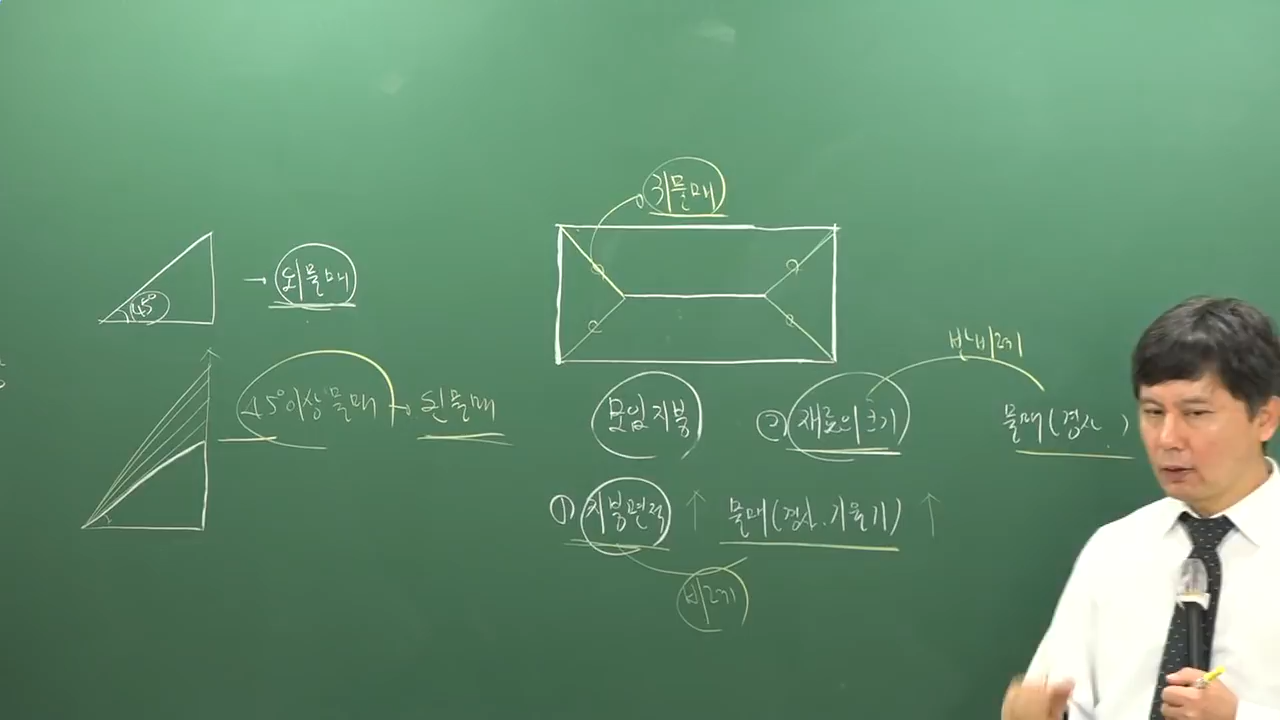 귀물매
45°
→ 되물매
45°이상 물매 → 된물매
모임지붕
② 재료의 크기
반비례
물매(경사 )
① 지붕면적 ↑ 물매(경사.기울기) ↑
비례